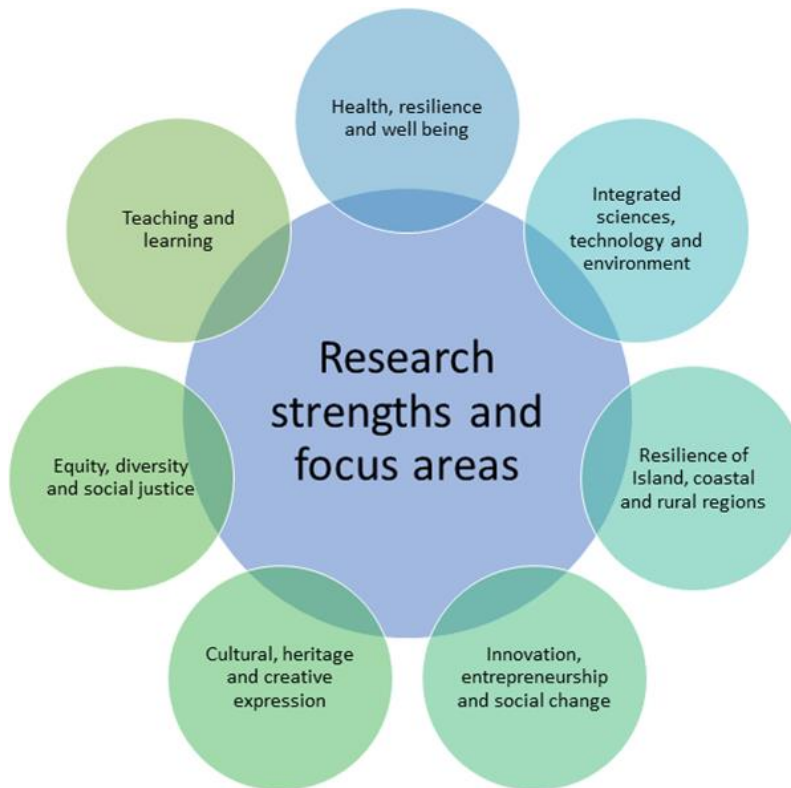 Health, resilience
and well being
Integrated
sciences,
technology and
environment
Resilience of
Island, coastal
and rural regions
Innovation,
entrepreneurship
and social change
Cultural, heritage
and creative
expression
Equity, diversity
and social justice
Teaching and
learning
Research
strengths and
focus areas